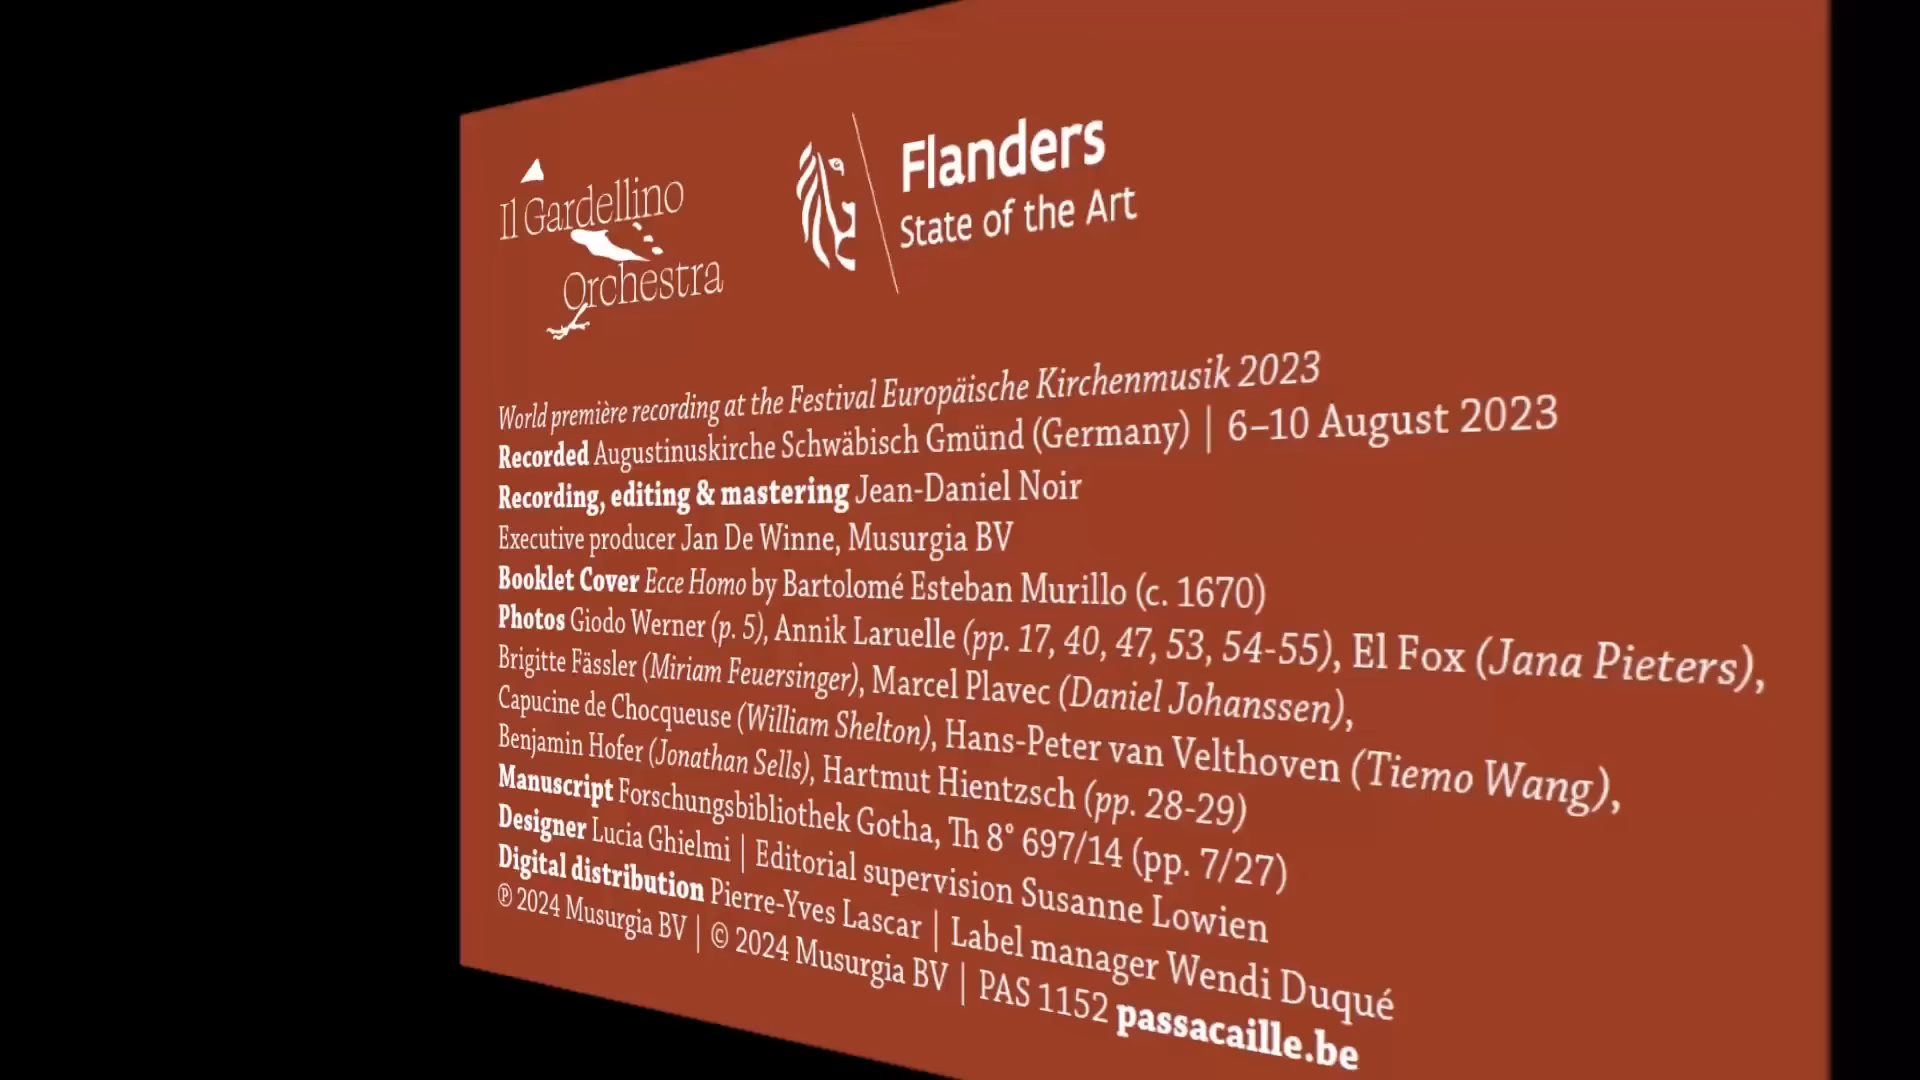 Il Gardellino
Orchestra
Flanders
State of the Art
World première recording at the Festival Europäische Kirchenmusik 2023
Recorded Augustinuskirche Schwäbisch Gmünd (Germany) | 6–10 August 2023
Recording, editing & mastering Jean-Daniel Noir
Executive producer Jan De Winne, Musurgia BV
Booklet Cover Ecce Homo by Bartolomé Esteban Murillo (c. 1670)
Photos Giodo Werner (p. 5), Annik Laruelle (pp. 17, 40, 47, 53, 54-55), El Fox (Jana Pieters),
Brigitte Fässler (Miriam Feuersinger), Marcel Plavec (Daniel Johanssen),
Capucine de Chocqueuse (William Shelton), Hans-Peter van Velthoven (Tiemo Wang),
Benjamin Hofer (Jonathan Sells), Hartmut Hientzsch (pp. 28-29)
Manuscript Forschungsbibliothek Gotha, Th 8° 697/14 (pp. 7/27)
Designer Lucia Ghielmi | Editorial supervision Susanne Lowien
Digital distribution Pierre-Yves Lascar | Label manager Wendi Duqué
℗ 2024 Musurgia BV | © 2024 Musurgia BV | PAS 1152 passacaille.be